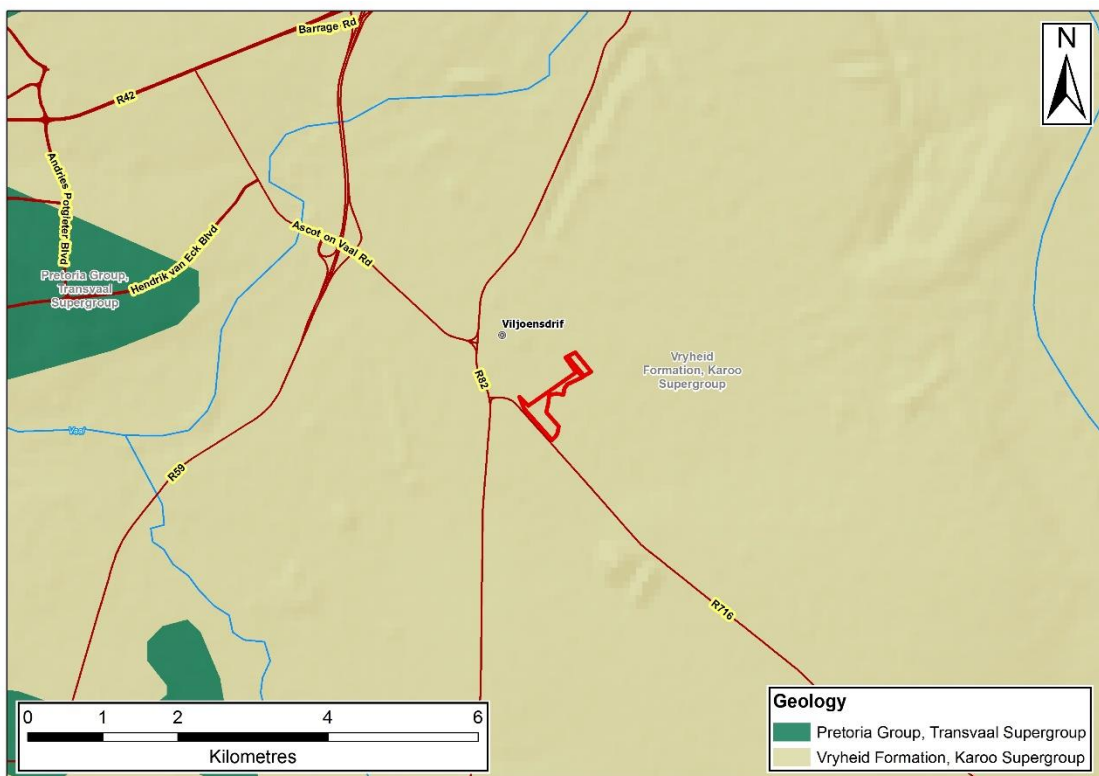 Barrage Rd
N
R42
Andries Potgieter Blvd
Ascot on Vaal Rd
Hendrik van Eck Blvd
Pretoria Group,
Transvaal
Supergroup
Viljoensdrif
Vryheid
Formation, Karoo
Supergroup
R82
Vaal
R59
R716
0 1 2 4 6
Kilometres
Geology
Pretoria Group, Transvaal Supergroup
Vryheid Formation, Karoo Supergroup